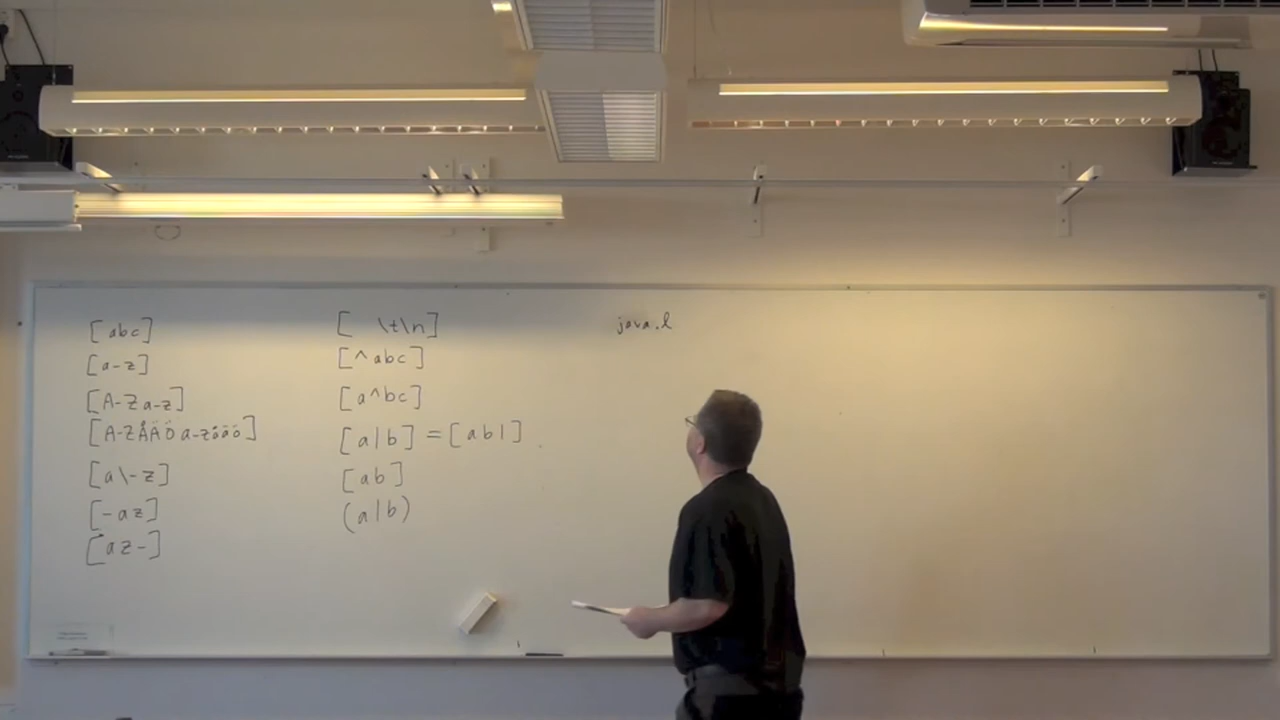 [abc]
[a-z]
[A-Za-z]
[A-ZÅÄÖa-zåäö]
[a\-z]
[-az]
[az-]
[ \t\n]
[^abc]
[a^bc]
[a|b] = [ab|]
[ab]
(a|b)
java.l